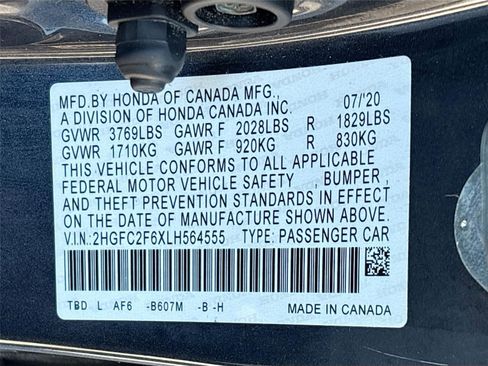 MFD.BY HONDA OF CANADA MFG.,
A DIVISION OF HONDA CANADA INC. 07/'20
GVWR 3769LBS GAWR F 2028LBS R 1829LBS
GVWR 1710KG GAWR F 920KG R 830KG
THIS VEHICLE CONFORMS TO ALL APPLICABLE
FEDERAL MOTOR VEHICLE SAFETY , BUMPER ,
AND THEFT PREVENTION STANDARDS IN EFFECT
ON THE DATE OF MANUFACTURE SHOWN ABOVE.
V.I.N.:2HGFC2F6XLH564555 TYPE: PASSENGER CAR
TBD L AF6 -B607M -B -H MADE IN CANADA